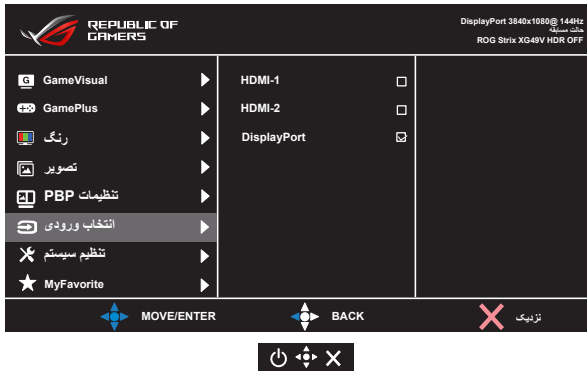 REPUBLIC OF
GAMERS
DisplayPort 3840x1080@ 144Hz
حالت مسابقه
ROG Strix XG49V HDR OFF
G GameVisual
GamePlus
رنگ
تصویر
تنظیمات PBP
انتخاب ورودی
تنظیم سیستم
MyFavorite
HDMI-1
HDMI-2
DisplayPort
MOVE/ENTER
BACK
نزدیک